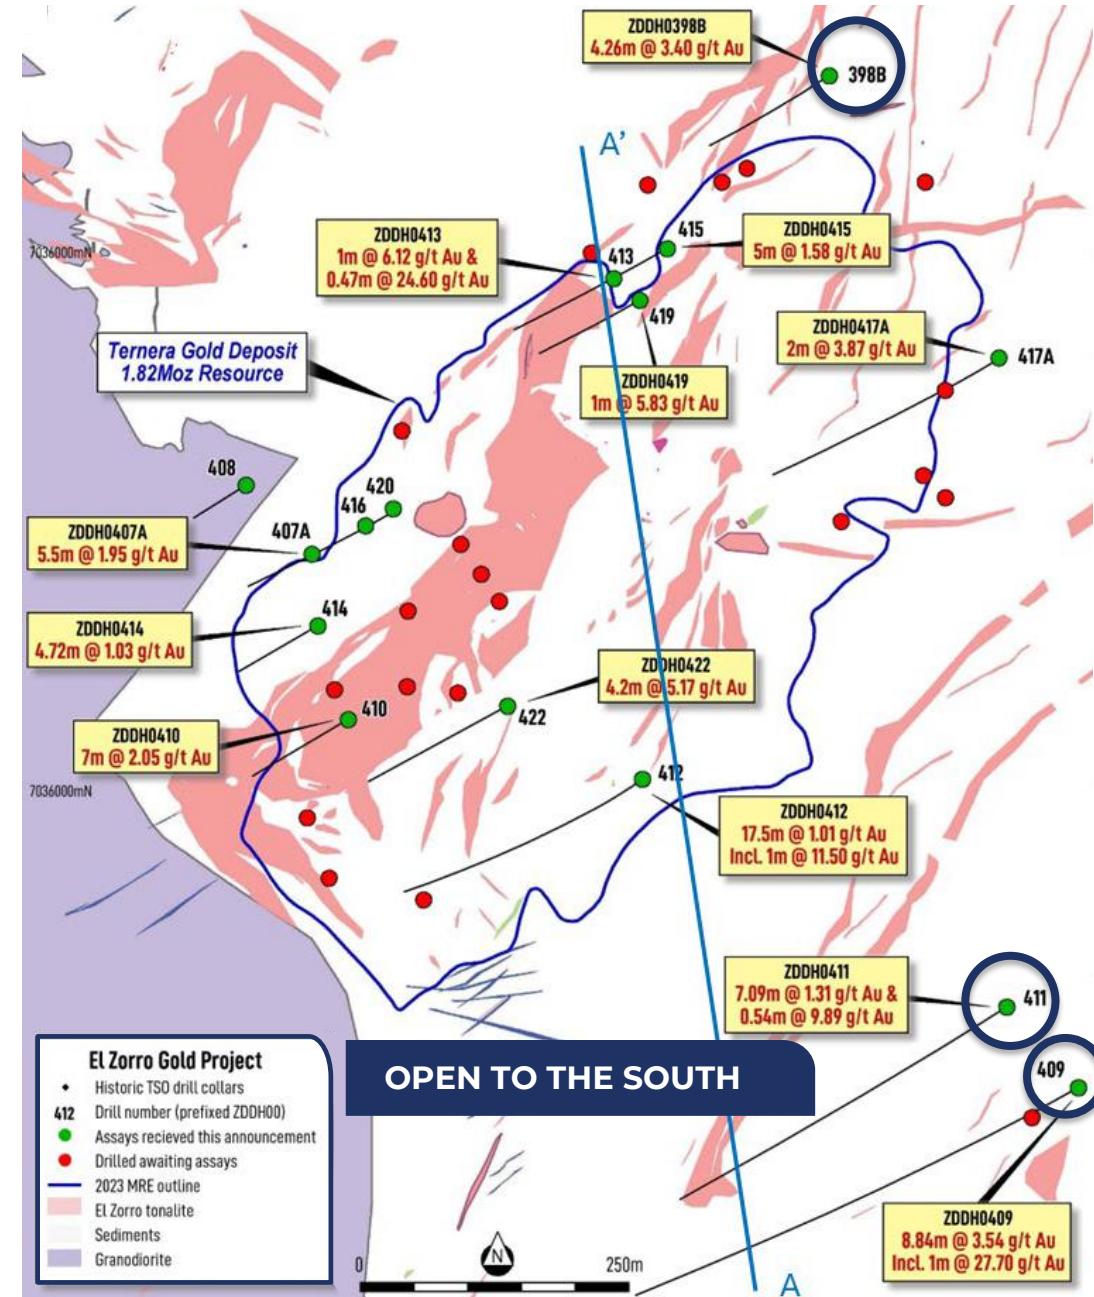 ZDDH0398B
4.26m @ 3.40 g/t Au
398B
A'
ZDDH0413
1m @ 6.12 g/t Au &
0.47m @ 24.60 g/t Au
415
ZDDH0415
5m @ 1.58 g/t Au
7036000mN
413
419
ZDDH0417A
2m @ 3.87 g/t Au
417A
Ternera Gold Deposit
1.82Moz Resource
ZDDH0419
1m @ 5.83 g/t Au
408
420
416
407A
ZDDH0407A
5.5m @ 1.95 g/t Au
414
ZDDH0414
4.72m @ 1.03 g/t Au
ZDDH0422
4.2m @ 5.17 g/t Au
422
410
ZDDH0410
7m @ 2.05 g/t Au
412
7036000mN
ZDDH0412
17.5m @ 1.01 g/t Au
Incl. 1m @ 11.50 g/t Au
ZDDH0411
7.09m @ 1.31 g/t Au &
0.54m @ 9.89 g/t Au
411
409
OPEN TO THE SOUTH
El Zorro Gold Project
Historic TSO drill collars
412 Drill number (prefixed ZDDH00)
Assays recieved this announcement
Drilled awaiting assays
2023 MRE outline
El Zorro tonalite
Sediments
Granodiorite
ZDDH0409
8.84m @ 3.54 g/t Au
Incl. 1m @ 27.70 g/t Au
N
0 250m
A